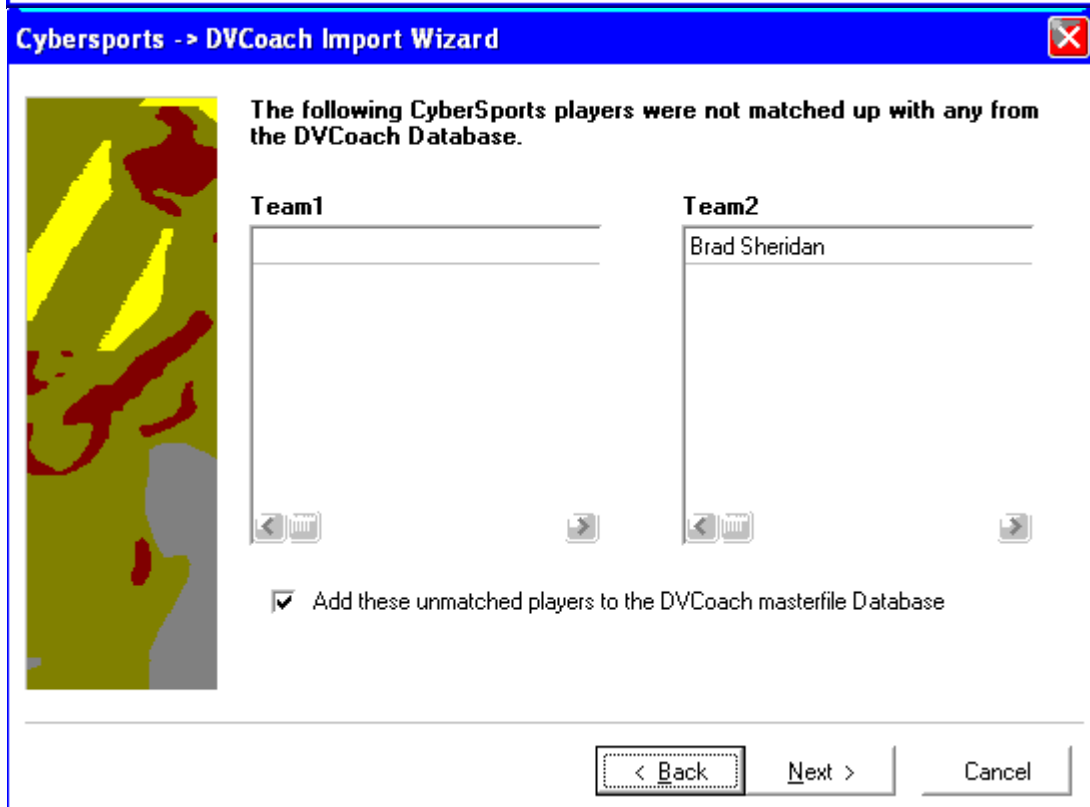 Cybersports -> DVCoach Import Wizard
The following CyberSports players were not matched up with any from
the DVCoach Database.
Team1
Team2
Brad Sheridan
Add these unmatched players to the DVCoach masterfile Database
< Back
Next >
Cancel